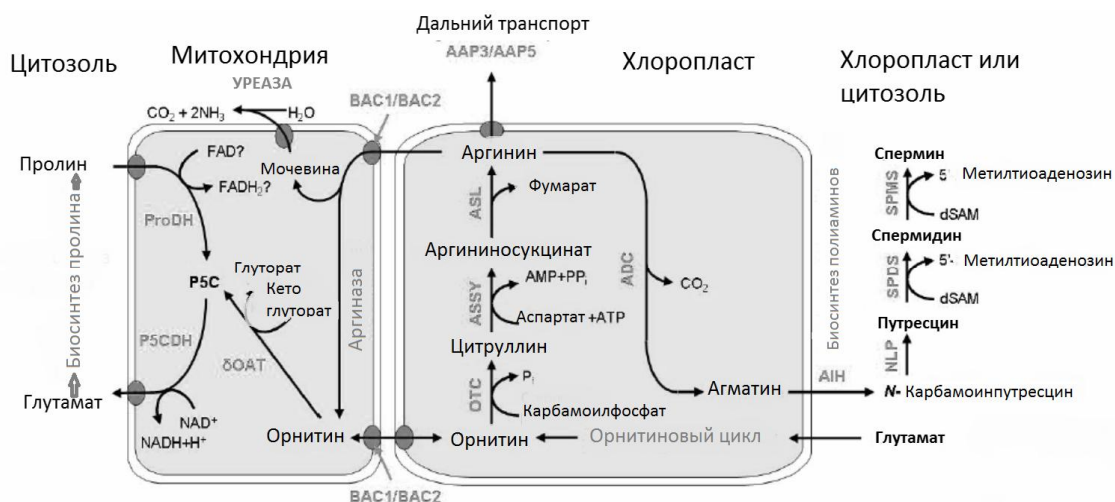 Дальний транспорт
AAP3/AAP5
Цитозоль
Митохондрия
Хлоропласт
Хлоропласт или
цитозоль
УРЕАЗА
CO₂ + 2NH₃
H₂O
BAC1/BAC2
Пролин
FAD?
FADH₂?
Мочевина
Аргинин
Фумарат
ASL
Спермин
5'
Метилтиоаденозин
SPMS
dSAM
ProDH
Биосинтез пролина
Аргиназа
Аргининосукцинат
ADC
CO₂
Биосинтез полиаминов
Спермидин
5'-
Метилтиоаденозин
SPDS
dSAM
P5C
Глуторат
Кето
глуторат
AMP+PPᵢ
ASSY
Аспартат +ATP
Путресцин
P5CDH
δOAT
Цитруллин
NLP
Глутамат
NAD⁺
NADH+H⁺
Pᵢ
OTC
Карбамоилфосфат
Агматин
AIH
N- Карбамоинпутресцин
Орнитин
Орнитин
Орнитиновый цикл
Глутамат
BAC1/BAC2